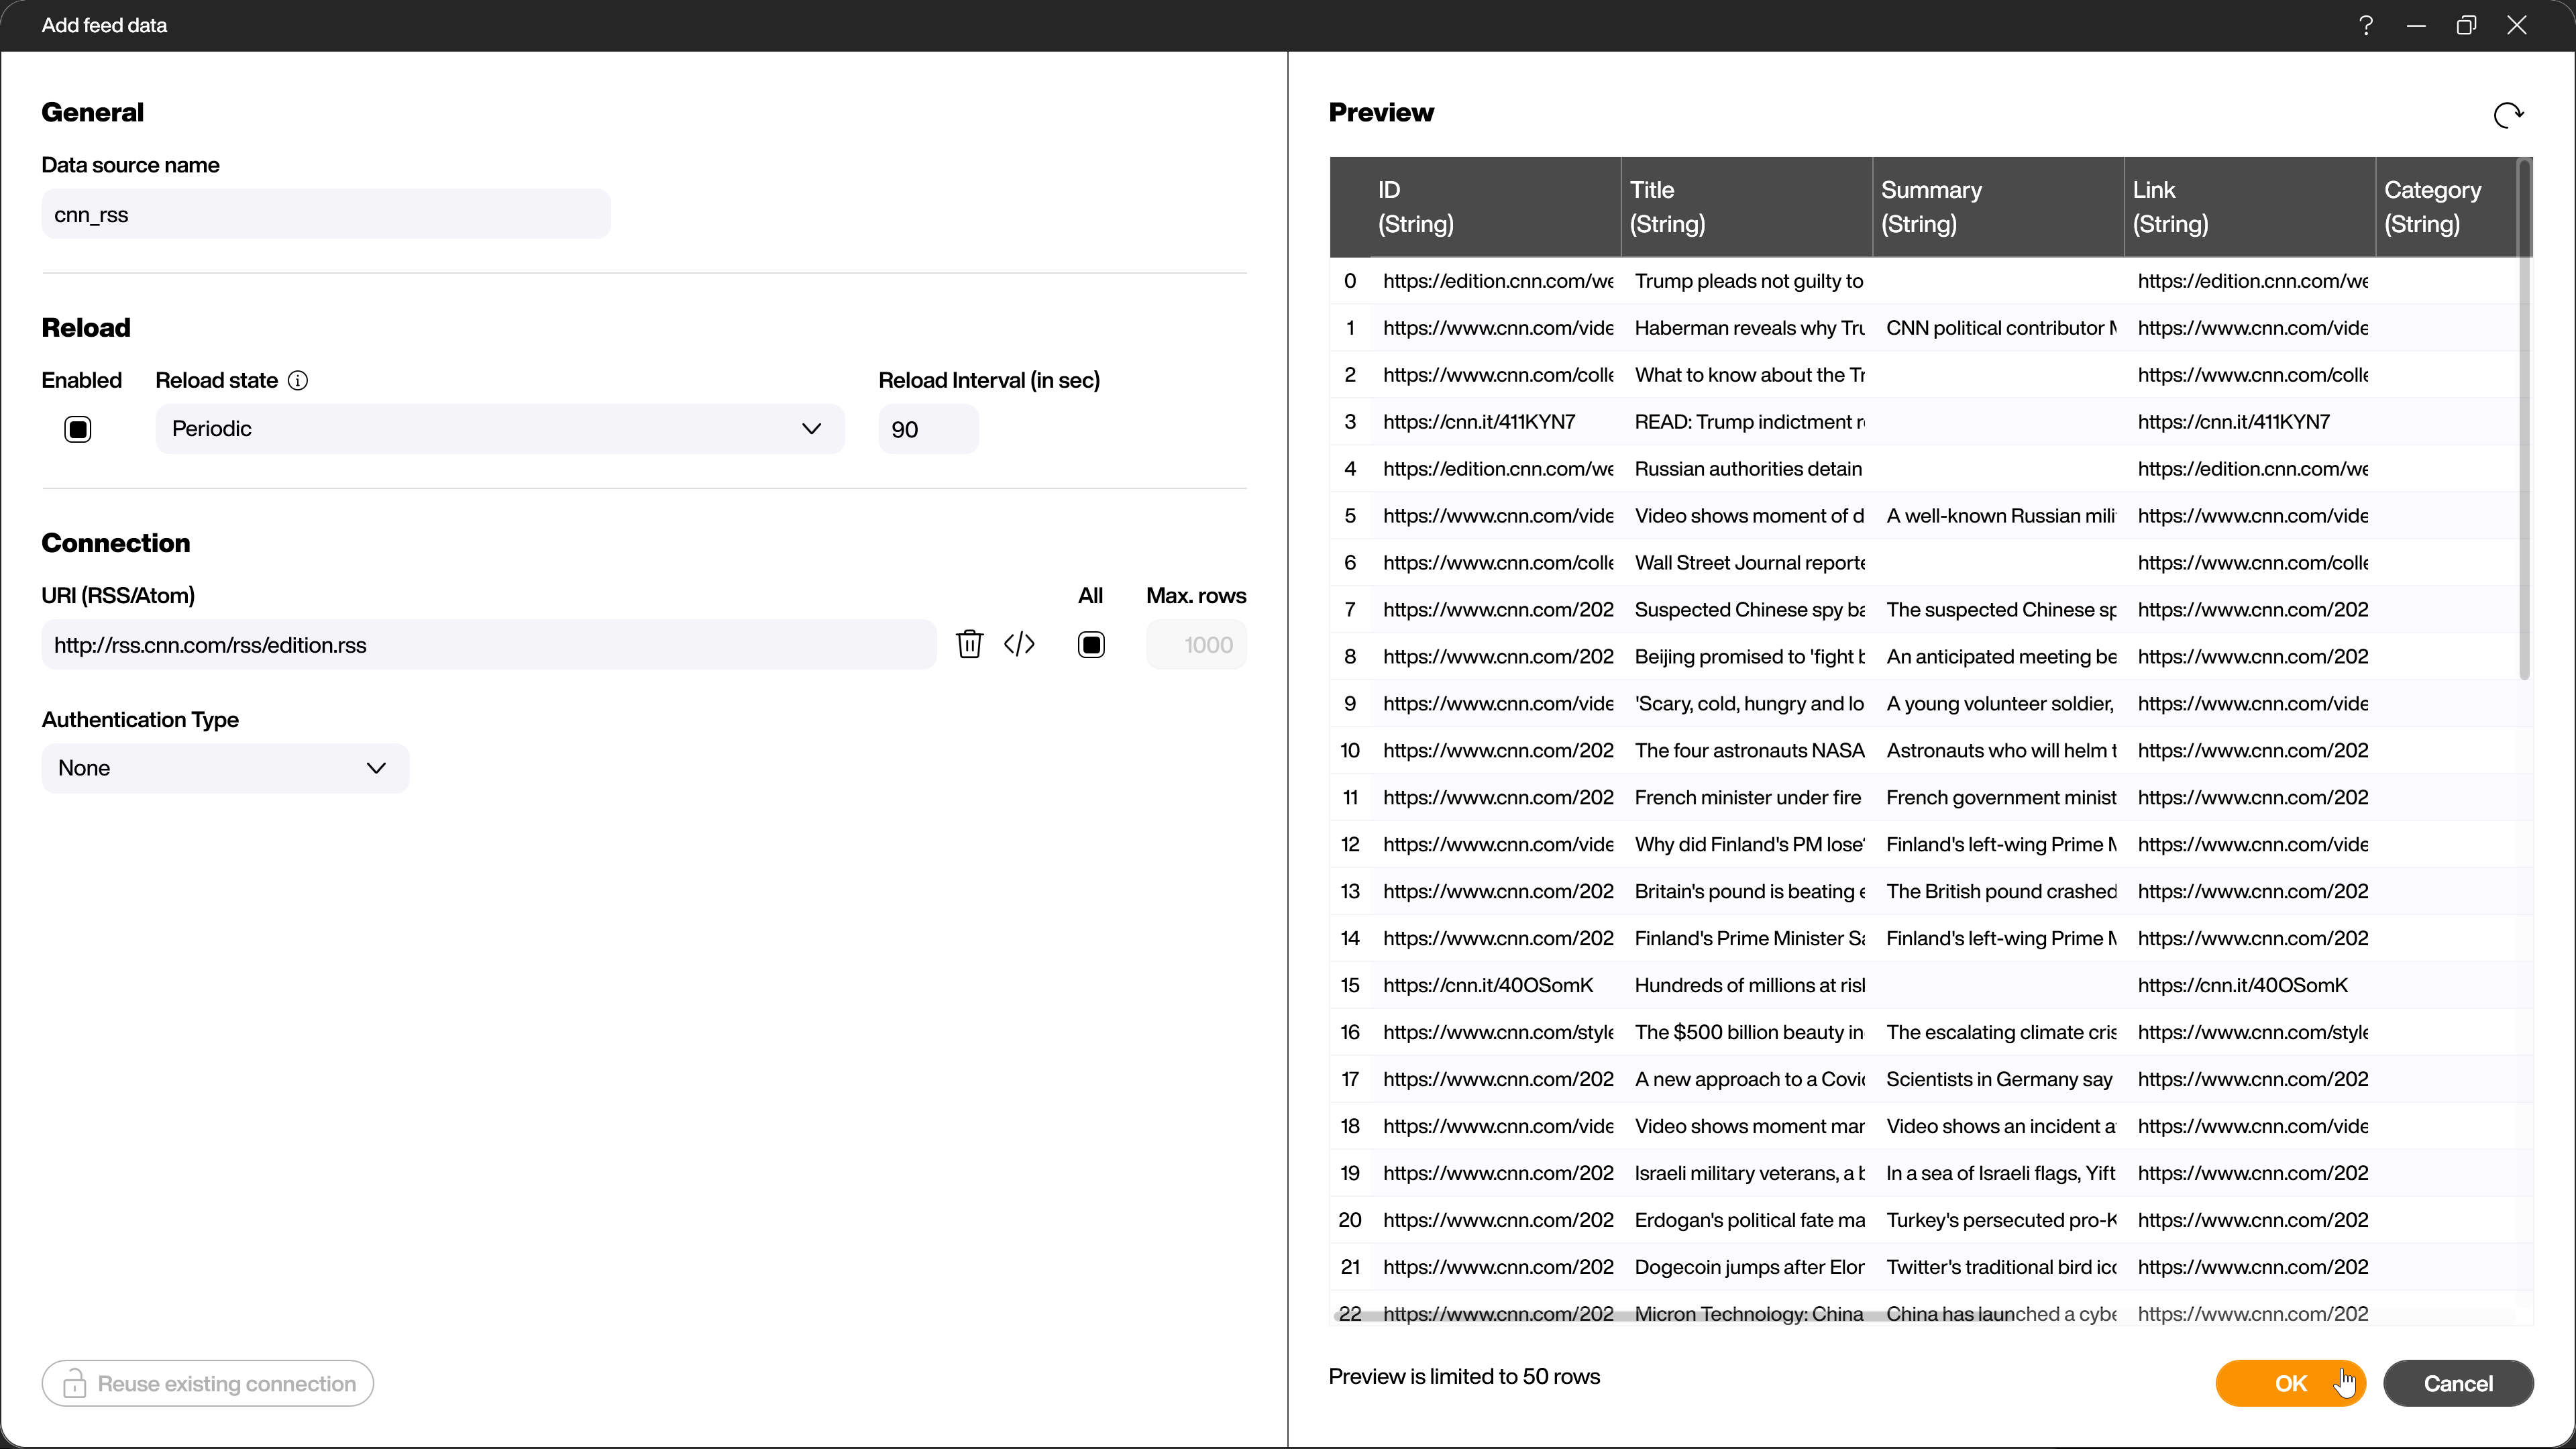 Add feed data
General
Data source name
cnn_rss
Reload
Enabled
Reload state
Reload Interval (in sec)
Periodic
90
Connection
URI (RSS/Atom)
All
Max. rows
http://rss.cnn.com/rss/edition.rss
1000
Authentication Type
None
Reuse existing connection
Preview
ID (String) Title (String) Summary (String) Link (String) Category (String)
0 https://edition.cnn.com/we Trump pleads not guilty to https://edition.cnn.com/we
1 https://www.cnn.com/vide Haberman reveals why Tru CNN political contributor https://www.cnn.com/vide
2 https://www.cnn.com/colle What to know about the Tr https://www.cnn.com/colle
3 https://cnn.it/411KYN7 READ: Trump indictment https://cnn.it/411KYN7
4 https://edition.cnn.com/we Russian authorities detain https://edition.cnn.com/we
5 https://www.cnn.com/vide Video shows moment of d A well-known Russian mili https://www.cnn.com/vide
6 https://www.cnn.com/colle Wall Street Journal reporte https://www.cnn.com/colle
7 https://www.cnn.com/202 Suspected Chinese spy ba The suspected Chinese sp https://www.cnn.com/202
8 https://www.cnn.com/202 Beijing promised to 'fight b An anticipated meeting be https://www.cnn.com/202
9 https://www.cnn.com/vide 'Scary, cold, hungry and lo A young volunteer soldier, https://www.cnn.com/vide
10 https://www.cnn.com/202 The four astronauts NASA Astronauts who will helm t https://www.cnn.com/202
11 https://www.cnn.com/202 French minister under fire French government minist https://www.cnn.com/202
12 https://www.cnn.com/vide Why did Finland's PM lose? Finland's left-wing Prime M https://www.cnn.com/vide
13 https://www.cnn.com/202 Britain's pound is beating e The British pound crashed https://www.cnn.com/202
14 https://www.cnn.com/202 Finland's Prime Minister Sa Finland's left-wing Prime M https://www.cnn.com/202
15 https://cnn.it/40OSomK Hundreds of millions at risk https://cnn.it/40OSomK
16 https://www.cnn.com/style The $500 billion beauty in The escalating climate cris https://www.cnn.com/style
17 https://www.cnn.com/202 A new approach to a Covid Scientists in Germany say https://www.cnn.com/202
18 https://www.cnn.com/vide Video shows moment mar Video shows an incident a https://www.cnn.com/vide
19 https://www.cnn.com/202 Israeli military veterans, a b In a sea of Israeli flags, Yift https://www.cnn.com/202
20 https://www.cnn.com/202 Erdogan's political fate ma Turkey's persecuted pro-K https://www.cnn.com/202
21 https://www.cnn.com/202 Dogecoin jumps after Elon Twitter's traditional bird ico https://www.cnn.com/202
22 https://www.cnn.com/202 Micron Technology: China China has launched a cybe https://www.cnn.com/202
Preview is limited to 50 rows
OK
Cancel